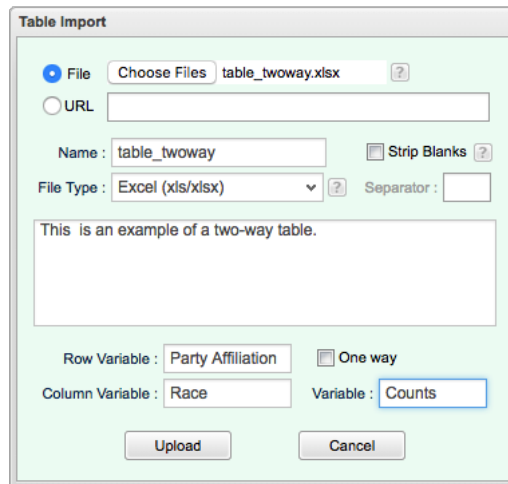 Table Import
File Choose Files table_twoway.xlsx ?
URL
Name : table_twoway Strip Blanks ?
File Type : Excel (xls/xlsx) ? Separator :
This is an example of a two-way table.
Row Variable : Party Affiliation One way
Column Variable : Race Variable : Counts
Upload Cancel